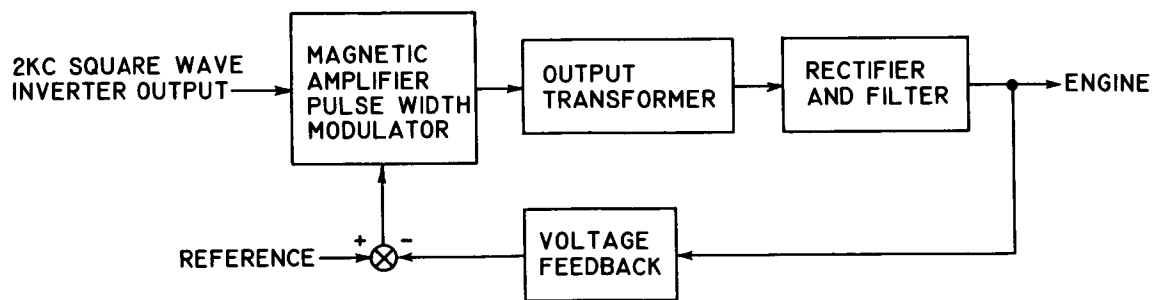 2KC SQUARE WAVE
INVERTER OUTPUT
MAGNETIC
AMPLIFIER
PULSE WIDTH
MODULATOR
OUTPUT
TRANSFORMER
RECTIFIER
AND FILTER
ENGINE
+ -
REFERENCE
VOLTAGE
FEEDBACK